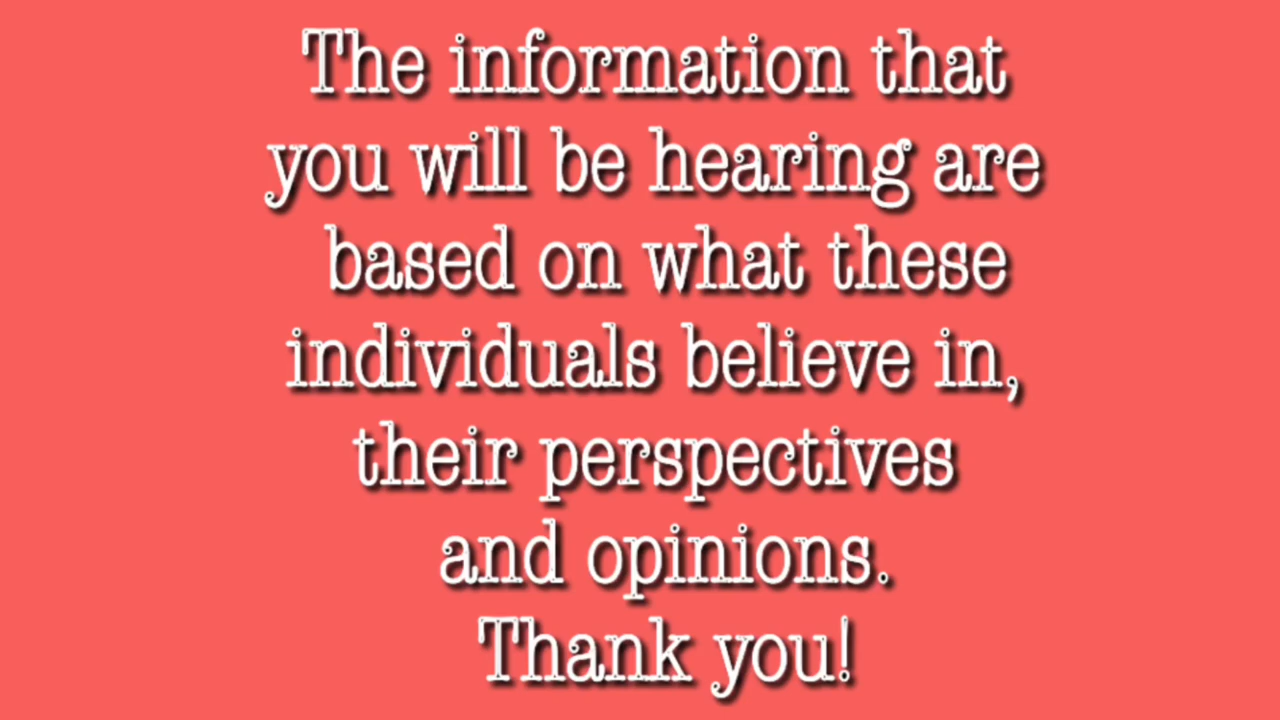 The information that
you will be hearing are
based on what these
individuals believe in,
their perspectives
and opinions.
Thank you!